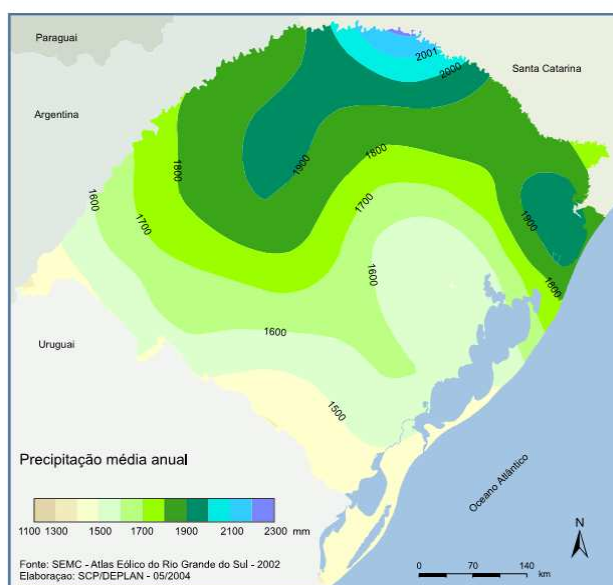 Paraguai
2001
2000
Santa Catarina
Argentina
1800
1900
1800
1600
1700
1700
1900
1600
1800
1600
Uruguai
1500
Precipitação média anual
1100 1300 1500 1700 1900 2100 2300 mm
Oceano Atlântico
N
Fonte: SEMC - Atlas Eólico do Rio Grande do Sul - 2002
Elaboraçao: SCP/DEPLAN - 05/2004
0 70 140
km